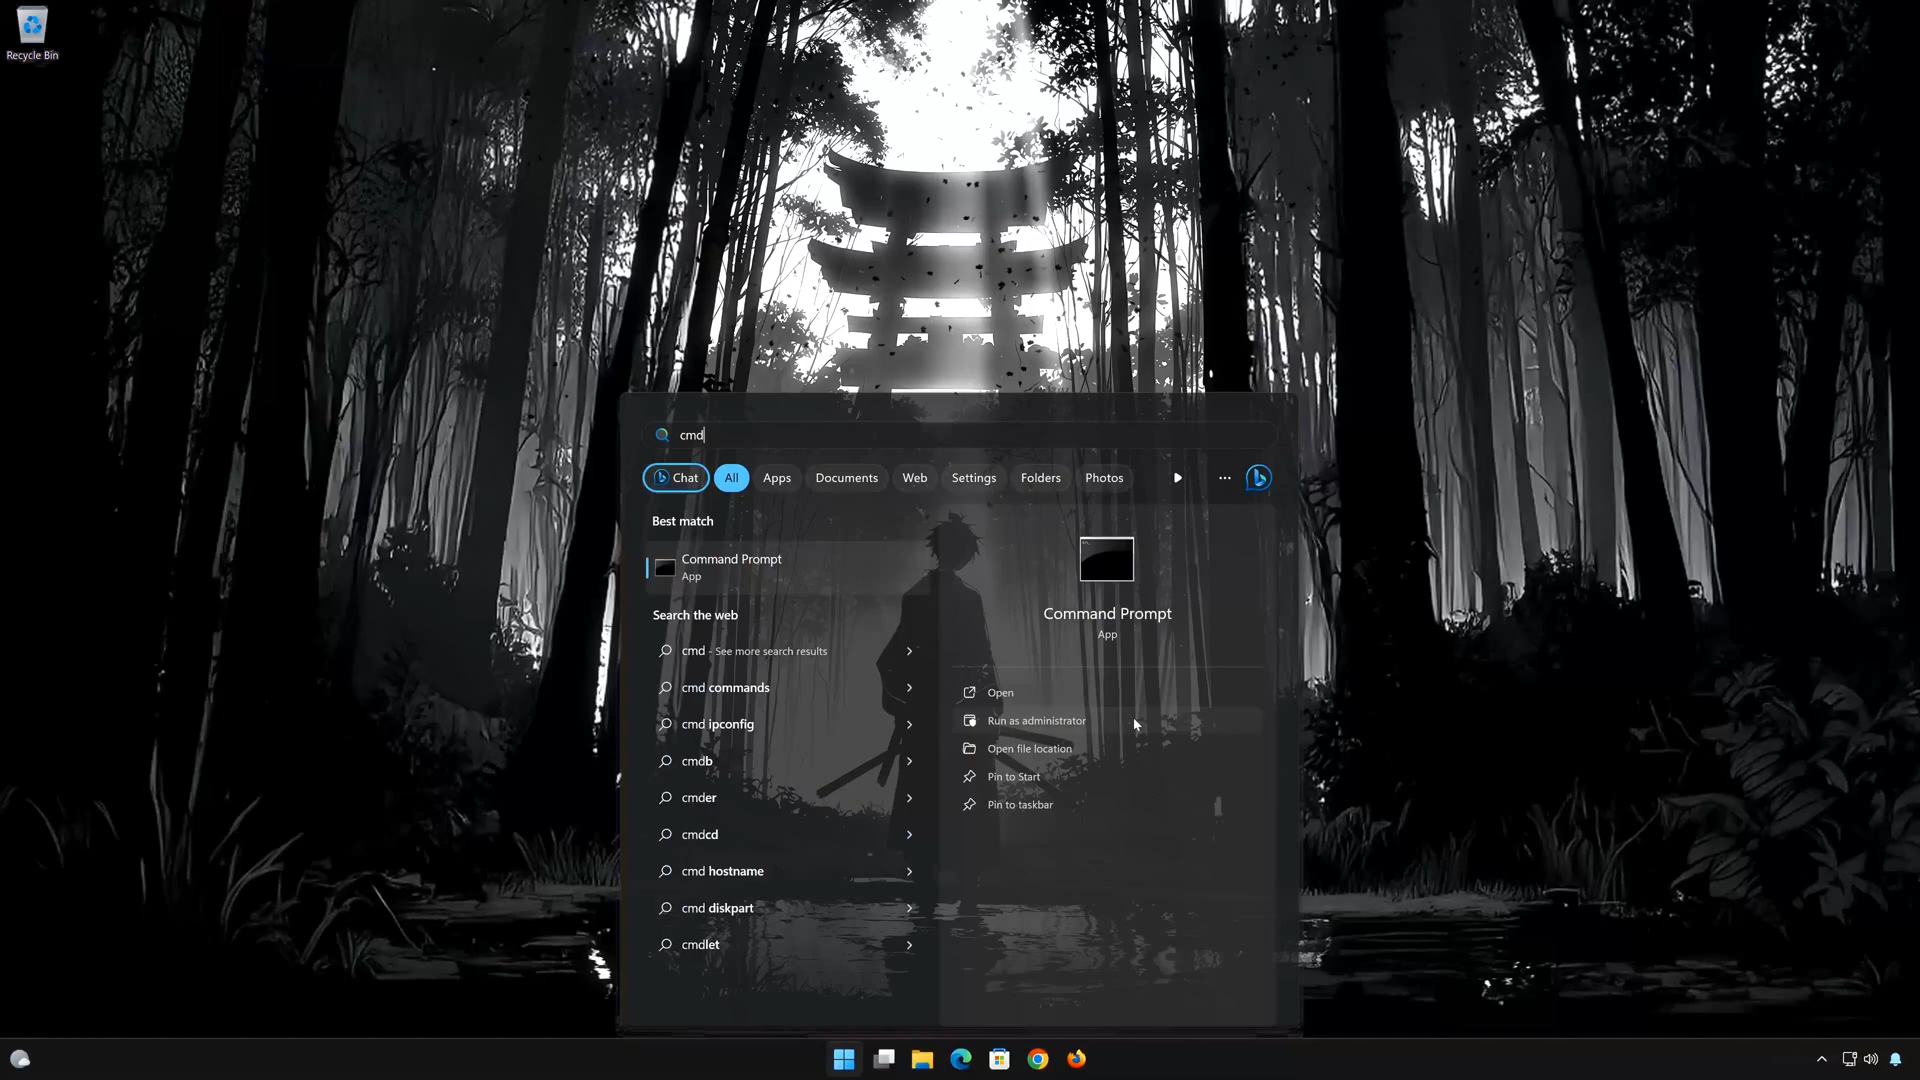 Recycle Bin
cmd
Chat All Apps Documents Web Settings Folders Photos
Best match
Command Prompt
App
Search the web
cmd - See more search results
cmd commands
cmd ipconfig
cmdb
cmder
cmdcd
cmd hostname
cmd diskpart
cmdlet
Command Prompt
App
Open
Run as administrator
Open file location
Pin to Start
Pin to taskbar